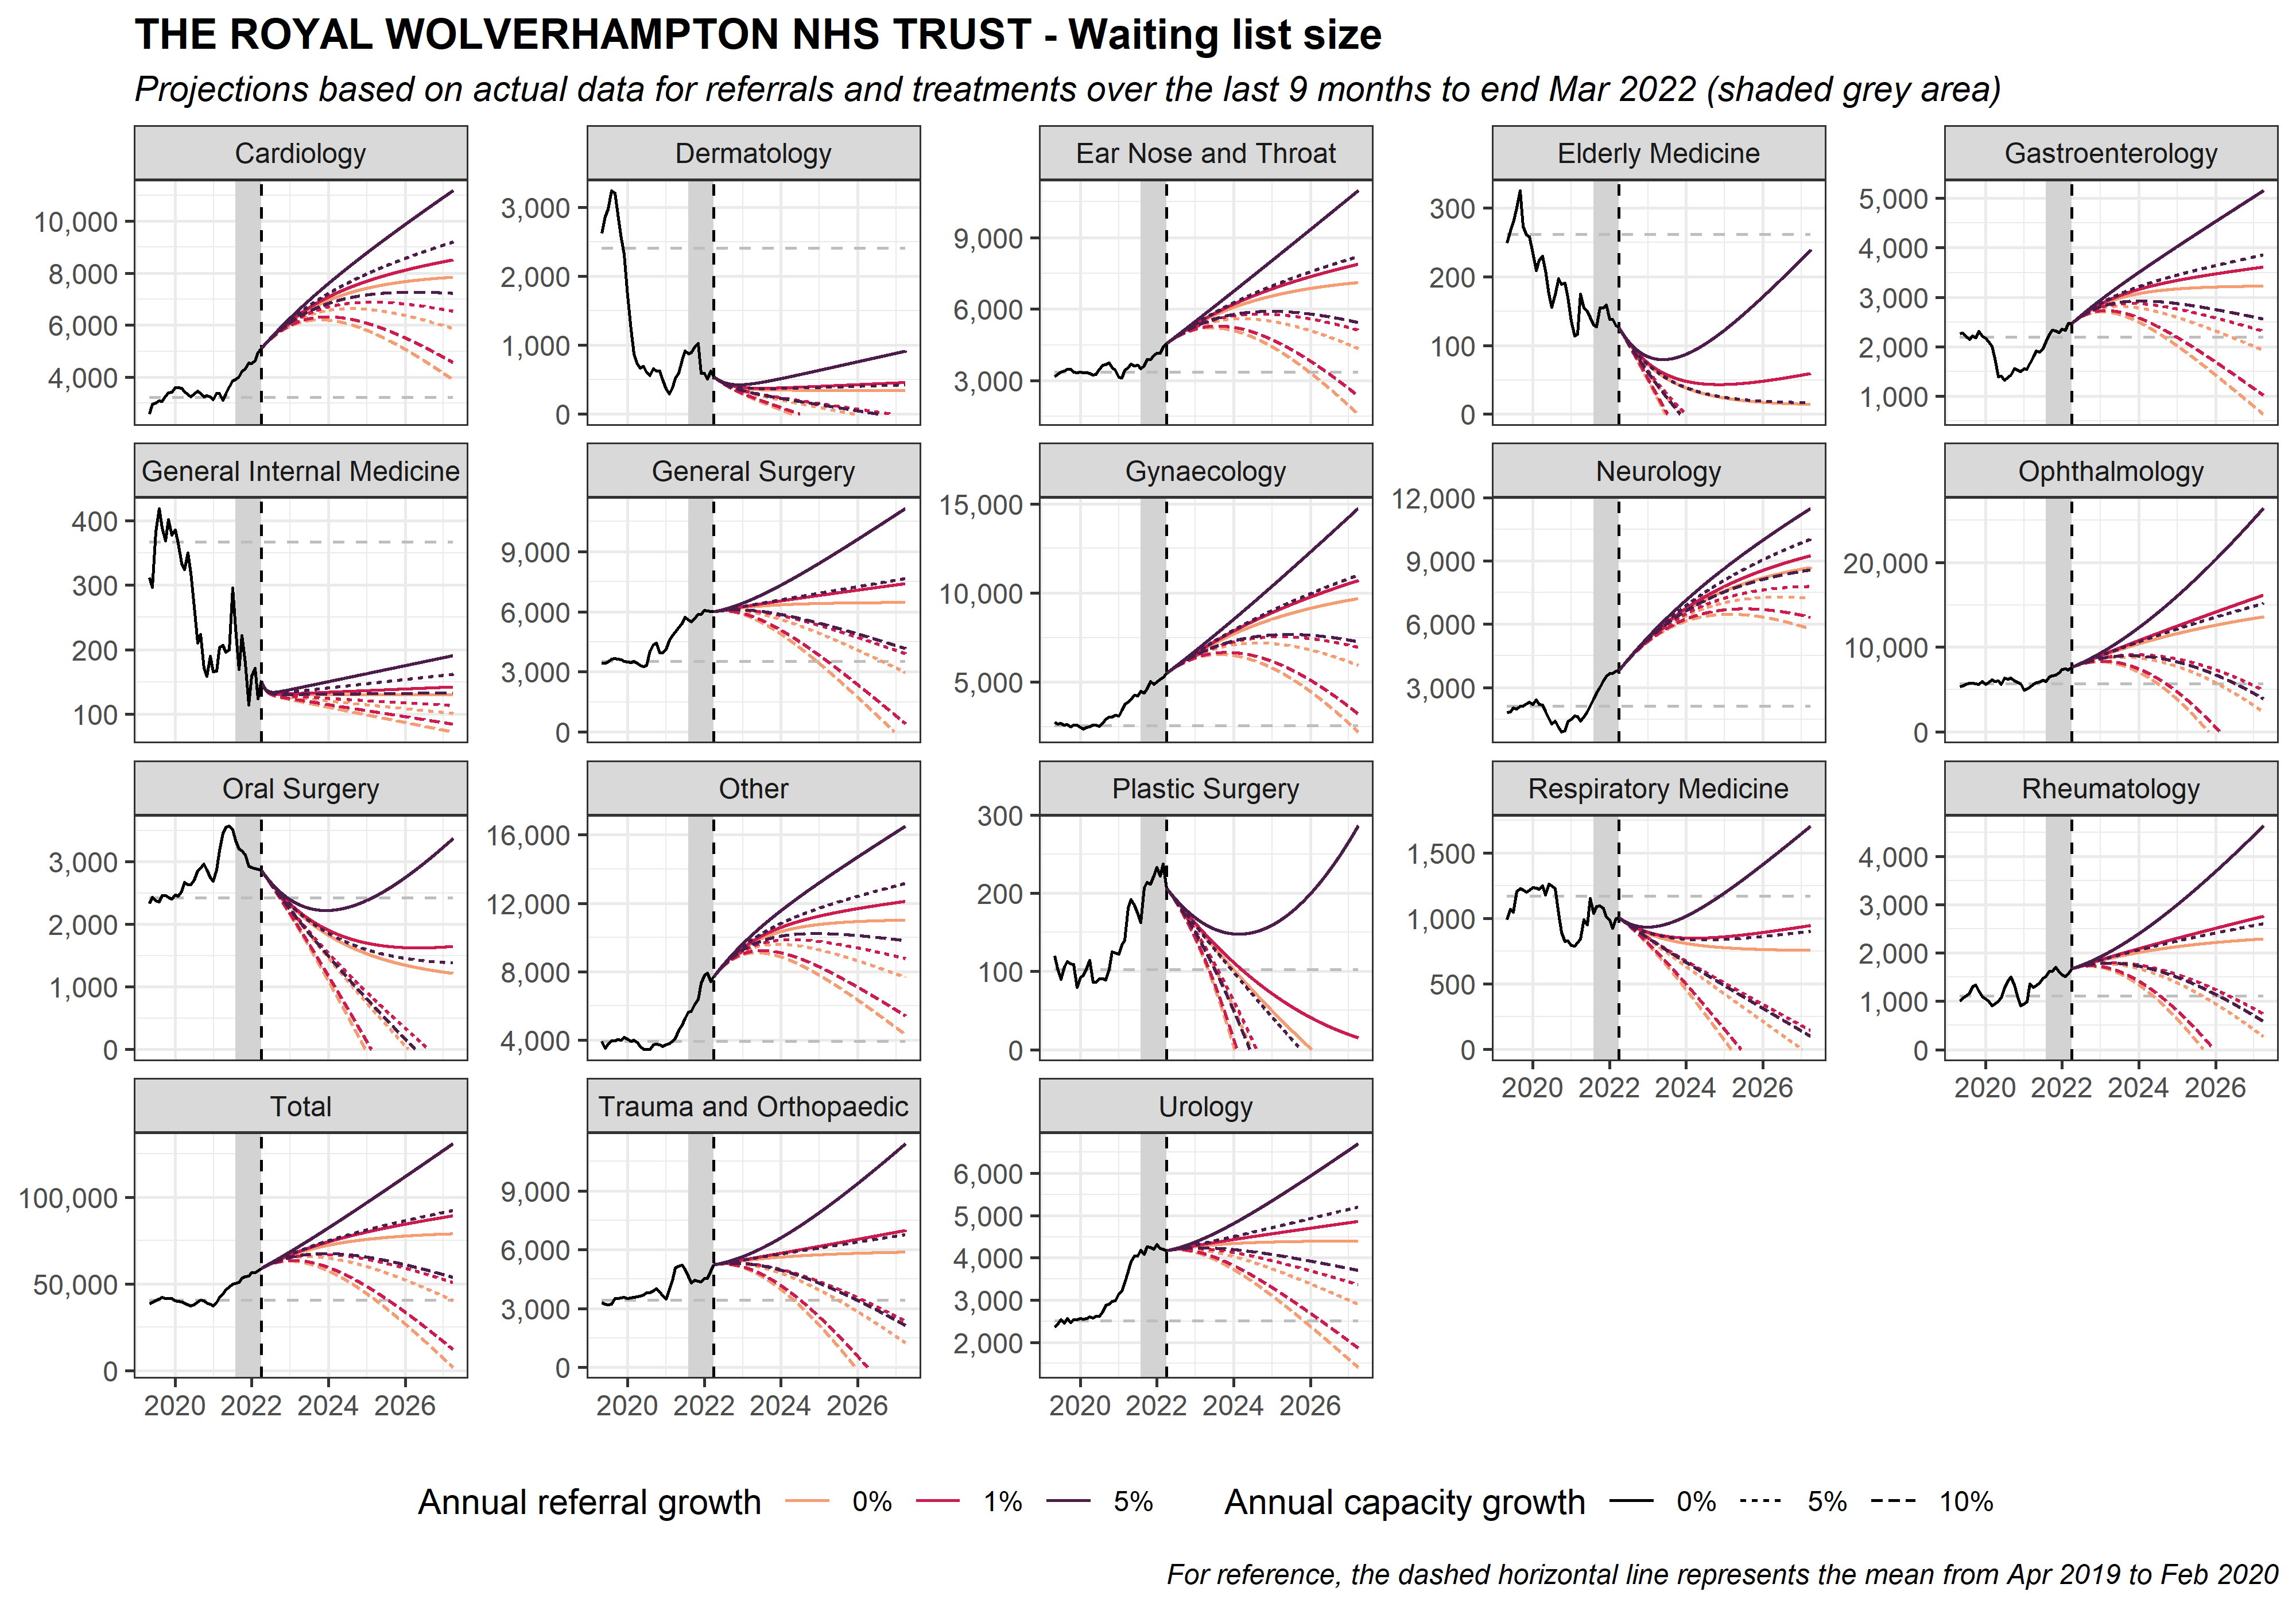 THE ROYAL WOLVERHAMPTON NHS TRUST - Waiting list size
Projections based on actual data for referrals and treatments over the last 9 months to end Mar 2022 (shaded grey area)
Cardiology
10,000
8,000
6,000
4,000
Dermatology
3,000
2,000
1,000
0
Ear Nose and Throat
9,000
6,000
3,000
Elderly Medicine
300
200
100
0
Gastroenterology
5,000
4,000
3,000
2,000
1,000
General Internal Medicine
400
300
200
100
General Surgery
9,000
6,000
3,000
0
Gynaecology
15,000
10,000
5,000
Neurology
12,000
9,000
6,000
3,000
Ophthalmology
20,000
10,000
0
Oral Surgery
3,000
2,000
1,000
0
Other
16,000
12,000
8,000
4,000
Plastic Surgery
300
200
100
0
Respiratory Medicine
1,500
1,000
500
0
2020 2022 2024 2026
Rheumatology
4,000
3,000
2,000
1,000
0
2020 2022 2024 2026
Total
100,000
50,000
0
2020 2022 2024 2026
Trauma and Orthopaedic
9,000
6,000
3,000
0
2020 2022 2024 2026
Urology
6,000
5,000
4,000
3,000
2,000
2020 2022 2024 2026
Annual referral growth 0% 1% 5% Annual capacity growth 0% 5% 10%
For reference, the dashed horizontal line represents the mean from Apr 2019 to Feb 2020